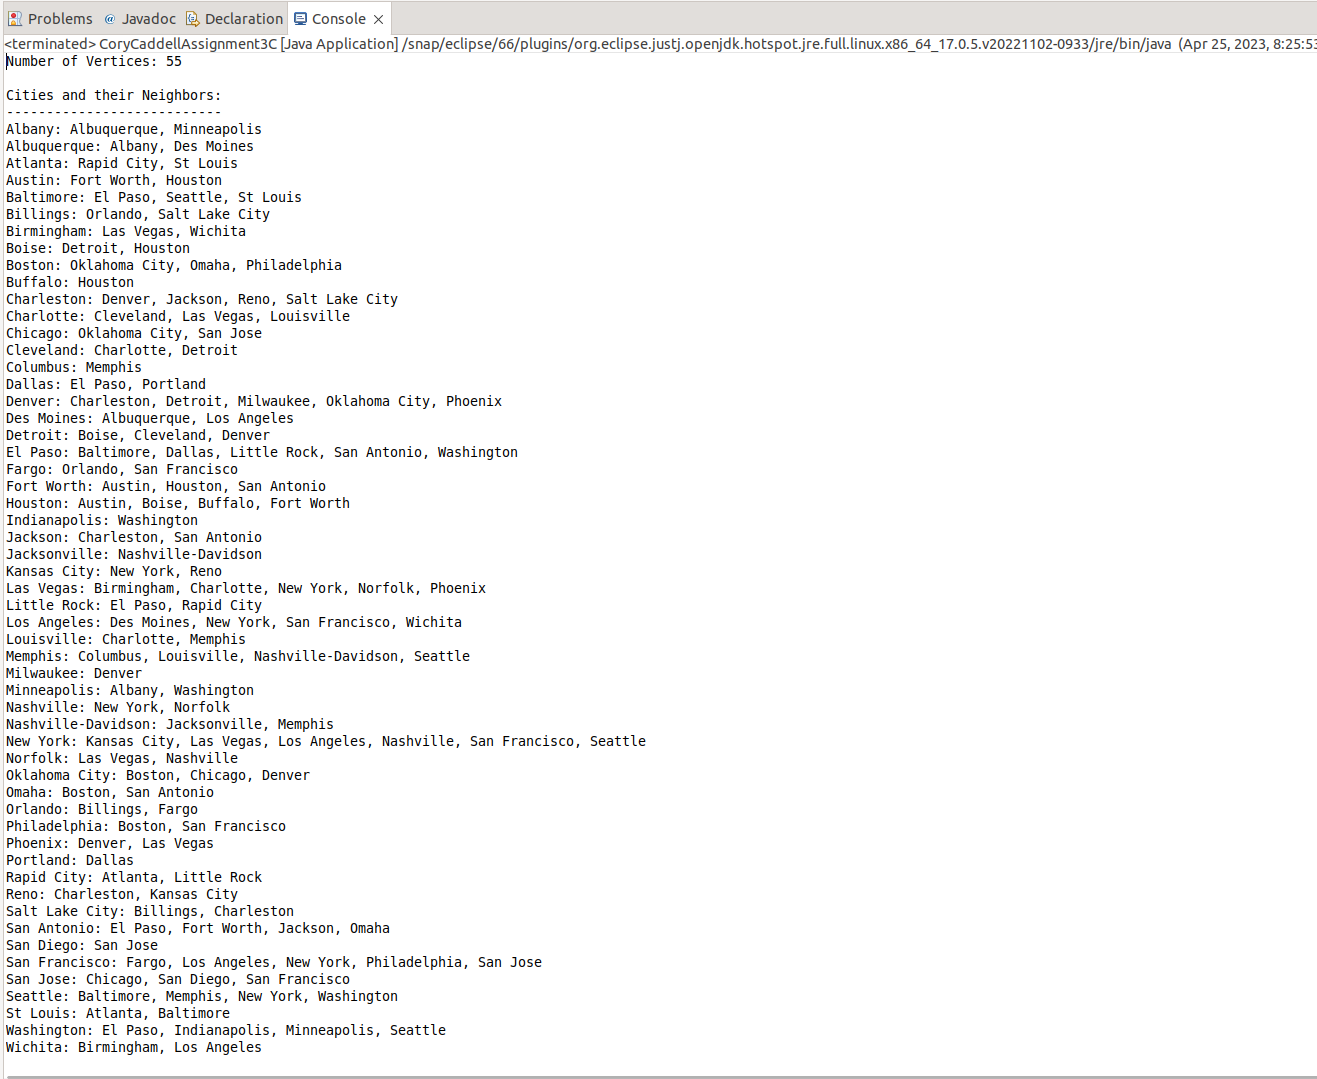 Problems Javadoc Declaration Console
<terminated> CoryCaddellAssignment3C [Java Application] /snap/eclipse/66/plugins/org.eclipse.justj.openjdk.hotspot.jre.full.linux.x86_64_17.0.5.v20221102-0933/jre/bin/java (Apr 25, 2023, 8:25:53
Number of Vertices: 55
Cities and their Neighbors:
---------------------------
Albany: Albuquerque, Minneapolis
Albuquerque: Albany, Des Moines
Atlanta: Rapid City, St Louis
Austin: Fort Worth, Houston
Baltimore: El Paso, Seattle, St Louis
Billings: Orlando, Salt Lake City
Birmingham: Las Vegas, Wichita
Boise: Detroit, Houston
Boston: Oklahoma City, Omaha, Philadelphia
Buffalo: Houston
Charleston: Denver, Jackson, Reno, Salt Lake City
Charlotte: Cleveland, Las Vegas, Louisville
Chicago: Oklahoma City, San Jose
Cleveland: Charlotte, Detroit
Columbus: Memphis
Dallas: El Paso, Portland
Denver: Charleston, Detroit, Milwaukee, Oklahoma City, Phoenix
Des Moines: Albuquerque, Los Angeles
Detroit: Boise, Cleveland, Denver
El Paso: Baltimore, Dallas, Little Rock, San Antonio, Washington
Fargo: Orlando, San Francisco
Fort Worth: Austin, Houston, San Antonio
Houston: Austin, Boise, Buffalo, Fort Worth
Indianapolis: Washington
Jackson: Charleston, San Antonio
Jacksonville: Nashville-Davidson
Kansas City: New York, Reno
Las Vegas: Birmingham, Charlotte, New York, Norfolk, Phoenix
Little Rock: El Paso, Rapid City
Los Angeles: Des Moines, New York, San Francisco, Wichita
Louisville: Charlotte, Memphis
Memphis: Columbus, Louisville, Nashville-Davidson, Seattle
Milwaukee: Denver
Minneapolis: Albany, Washington
Nashville: New York, Norfolk
Nashville-Davidson: Jacksonville, Memphis
New York: Kansas City, Las Vegas, Los Angeles, Nashville, San Francisco, Seattle
Norfolk: Las Vegas, Nashville
Oklahoma City: Boston, Chicago, Denver
Omaha: Boston, San Antonio
Orlando: Billings, Fargo
Philadelphia: Boston, San Francisco
Phoenix: Denver, Las Vegas
Portland: Dallas
Rapid City: Atlanta, Little Rock
Reno: Charleston, Kansas City
Salt Lake City: Billings, Charleston
San Antonio: El Paso, Fort Worth, Jackson, Omaha
San Diego: San Jose
San Francisco: Fargo, Los Angeles, New York, Philadelphia, San Jose
San Jose: Chicago, San Diego, San Francisco
Seattle: Baltimore, Memphis, New York, Washington
St Louis: Atlanta, Baltimore
Washington: El Paso, Indianapolis, Minneapolis, Seattle
Wichita: Birmingham, Los Angeles